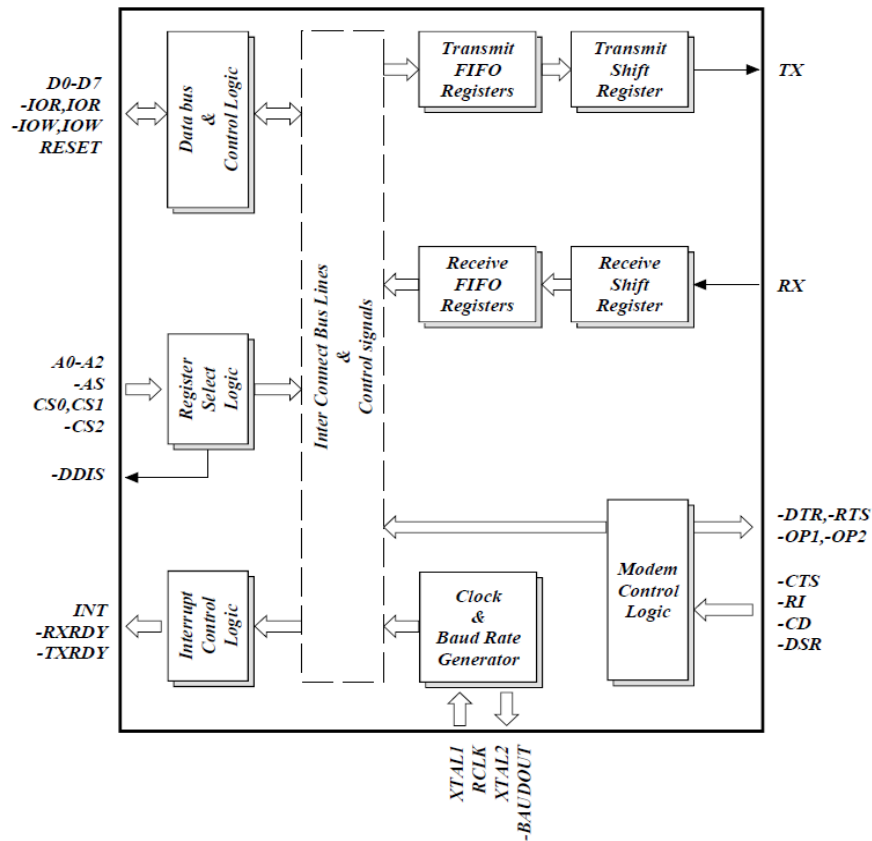 D0-D7
-IOR,IOR
-IOW,IOW
RESET
Data bus
&
Control Logic
Transmit
FIFO
Registers
Transmit
Shift
Register
TX
Inter Connect Bus Lines
&
Control signals
Receive
FIFO
Registers
Receive
Shift
Register
RX
A0-A2
-AS
CS0,CS1
-CS2
Register
Select
Logic
-DDIS
-DTR,-RTS
-OP1,-OP2
Modem
Control
Logic
-CTS
-RI
-CD
-DSR
INT
-RXRDY
-TXRDY
Interrupt
Control
Logic
Clock
&
Baud Rate
Generator
XTAL1
RCLK
XTAL2
-BAUDOUT